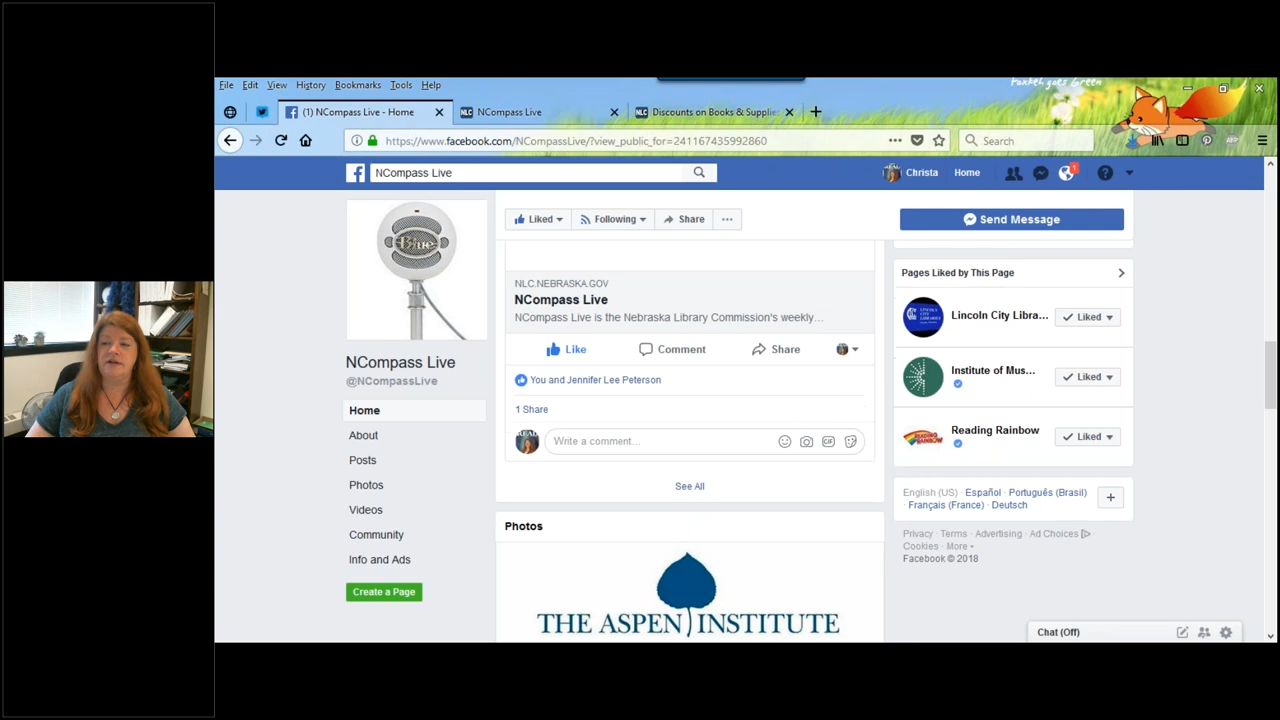 File Edit View History Bookmarks Tools Help
(1) NCompass Live - Home
NLC NCompass Live
NLC Discounts on Books & Supplie
https://www.facebook.com/NCompassLive/?view_public_for=241167435992860
Search
NCompass Live
Christa Home
1
Blue
Liked Following Share
Send Message
NLC.NEBRASKA.GOV
NCompass Live
NCompass Live is the Nebraska Library Commission's weekly…
Like Comment Share
You and Jennifer Lee Peterson
1 Share
Write a comment...
GIF
See All
Photos
THE ASPEN INSTITUTE
NCompass Live
@NCompassLive
Home
About
Posts
Photos
Videos
Community
Info and Ads
Create a Page
Pages Liked by This Page
Lincoln City Libra... Liked
Institute of Mus... Liked
Reading Rainbow Liked
English (US) · Español · Português (Brasil)
· Français (France) · Deutsch
Privacy · Terms · Advertising · Ad Choices
Cookies · More
Facebook © 2018
Chat (Off)